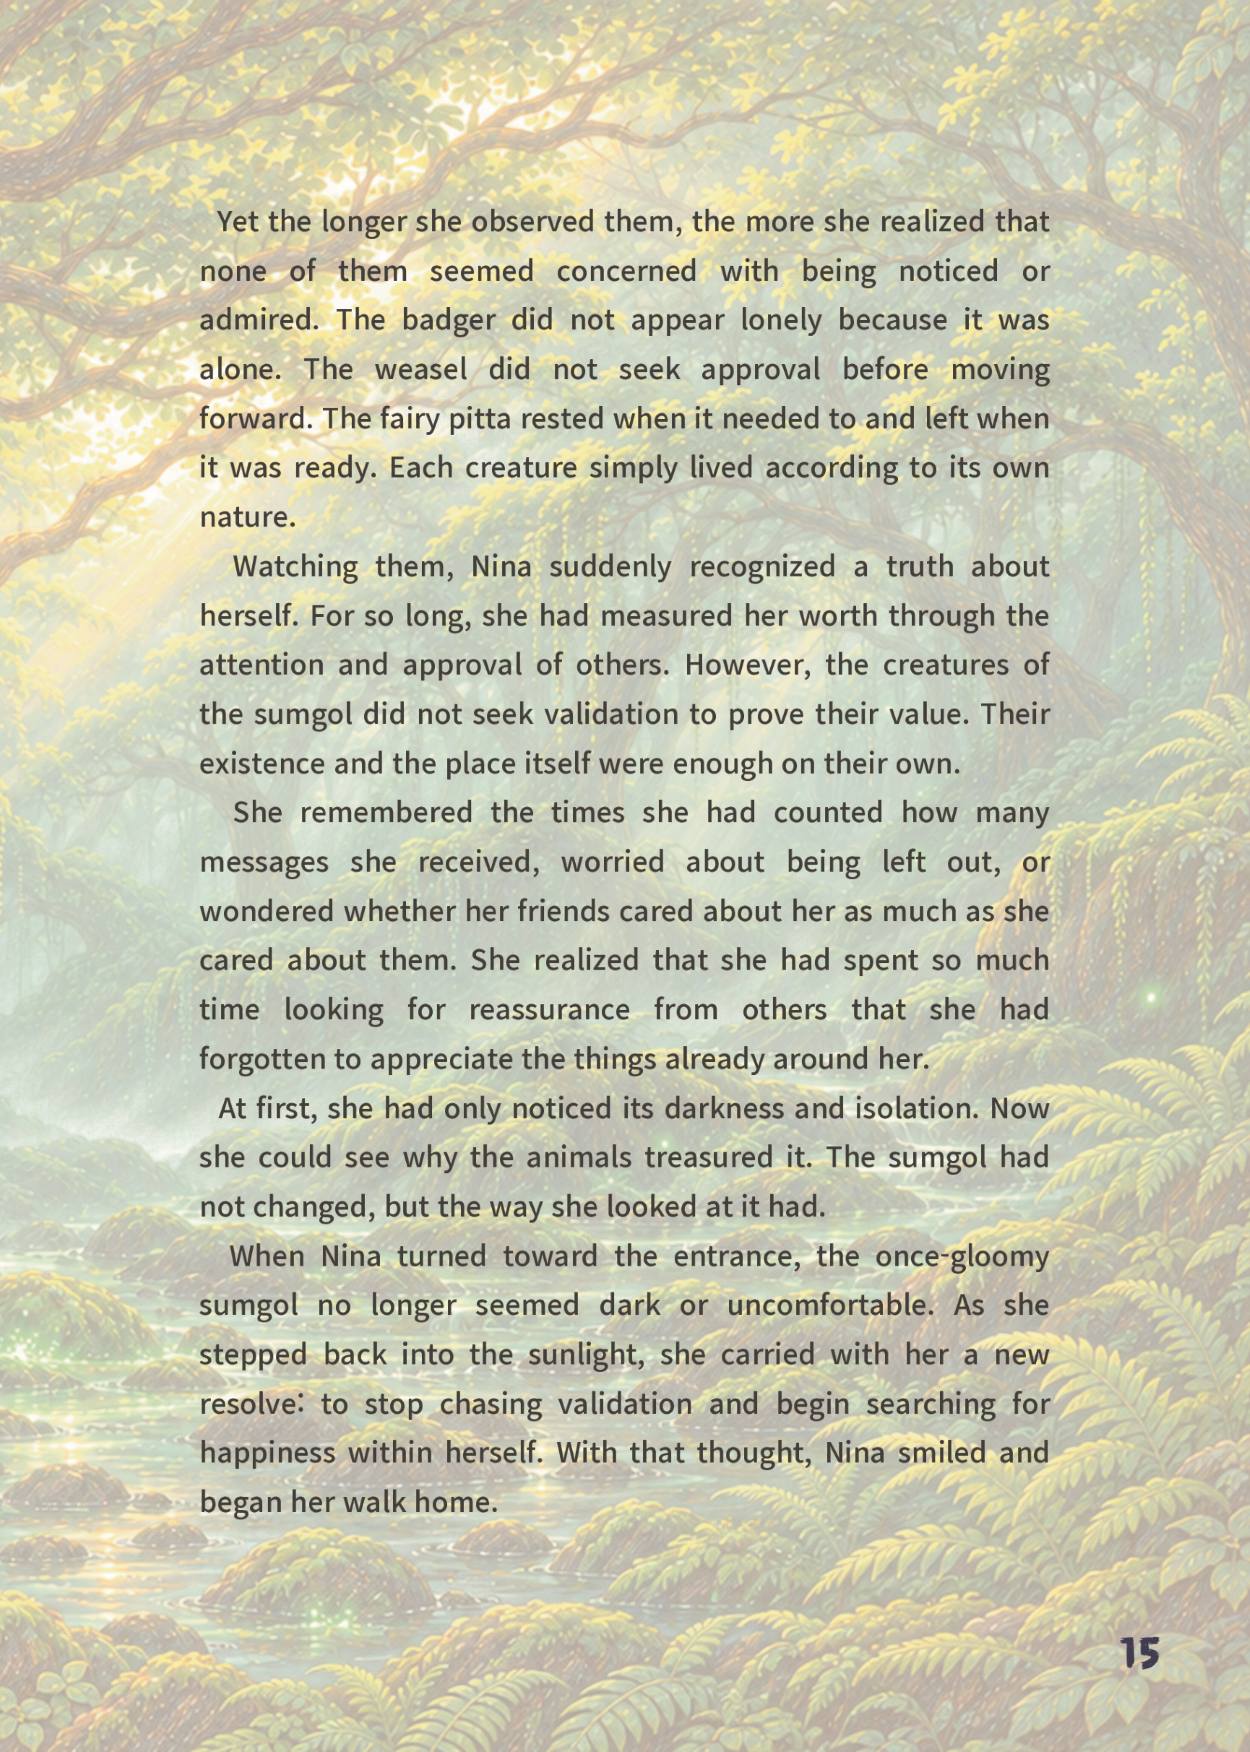 Yet the longer she observed them, the more she realized that
none of them seemed concerned with being noticed or
admired. The badger did not appear lonely because it was
alone. The weasel did not seek approval before moving
forward. The fairy pitta rested when it needed to and left when
it was ready. Each creature simply lived according to its own
nature.
Watching them, Nina suddenly recognized a truth about
herself. For so long, she had measured her worth through the
attention and approval of others. However, the creatures of
the sumgol did not seek validation to prove their value. Their
existence and the place itself were enough on their own.
She remembered the times she had counted how many
messages she received, worried about being left out, or
wondered whether her friends cared about her as much as she
cared about them. She realized that she had spent so much
time looking for reassurance from others that she had
forgotten to appreciate the things already around her.
At first, she had only noticed its darkness and isolation. Now
she could see why the animals treasured it. The sumgol had
not changed, but the way she looked at it had.
When Nina turned toward the entrance, the once-gloomy
sumgol no longer seemed dark or uncomfortable. As she
stepped back into the sunlight, she carried with her a new
resolve: to stop chasing validation and begin searching for
happiness within herself. With that thought, Nina smiled and
began her walk home.
15